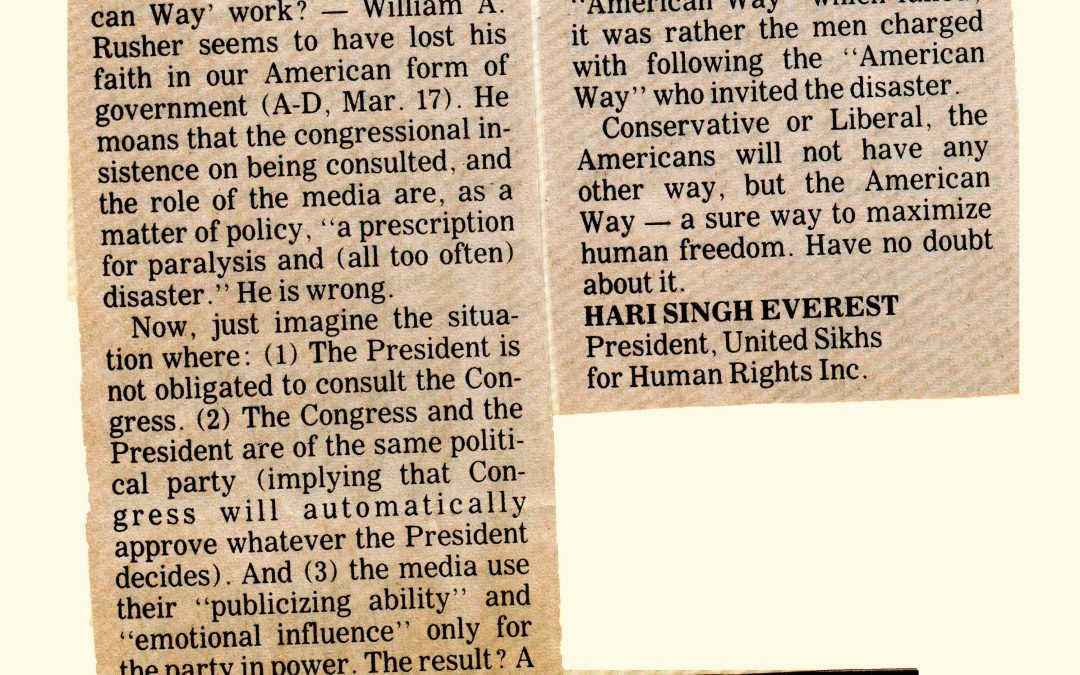 can Way' work? — William A.
Rusher seems to have lost his
faith in our American form of
government (A-D, Mar. 17). He
moans that the congressional in-
sistence on being consulted, and
the role of the media are, as a
matter of policy, "a prescription
for paralysis and (all too often)
disaster." He is wrong.
Now, just imagine the situa-
tion where: (1) The President is
not obligated to consult the Con-
gress. (2) The Congress and the
President are of the same politi-
cal party (implying that Con-
gress will automatically
approve whatever the President
decides). And (3) the media use
their "publicizing ability" and
"emotional influence" only for
the party in power. The result? A
"American Way" which failed,
it was rather the men charged
with following the "American
Way" who invited the disaster.
Conservative or Liberal, the
Americans will not have any
other way, but the American
Way — a sure way to maximize
human freedom. Have no doubt
about it.
HARI SINGH EVEREST
President, United Sikhs
for Human Rights Inc.